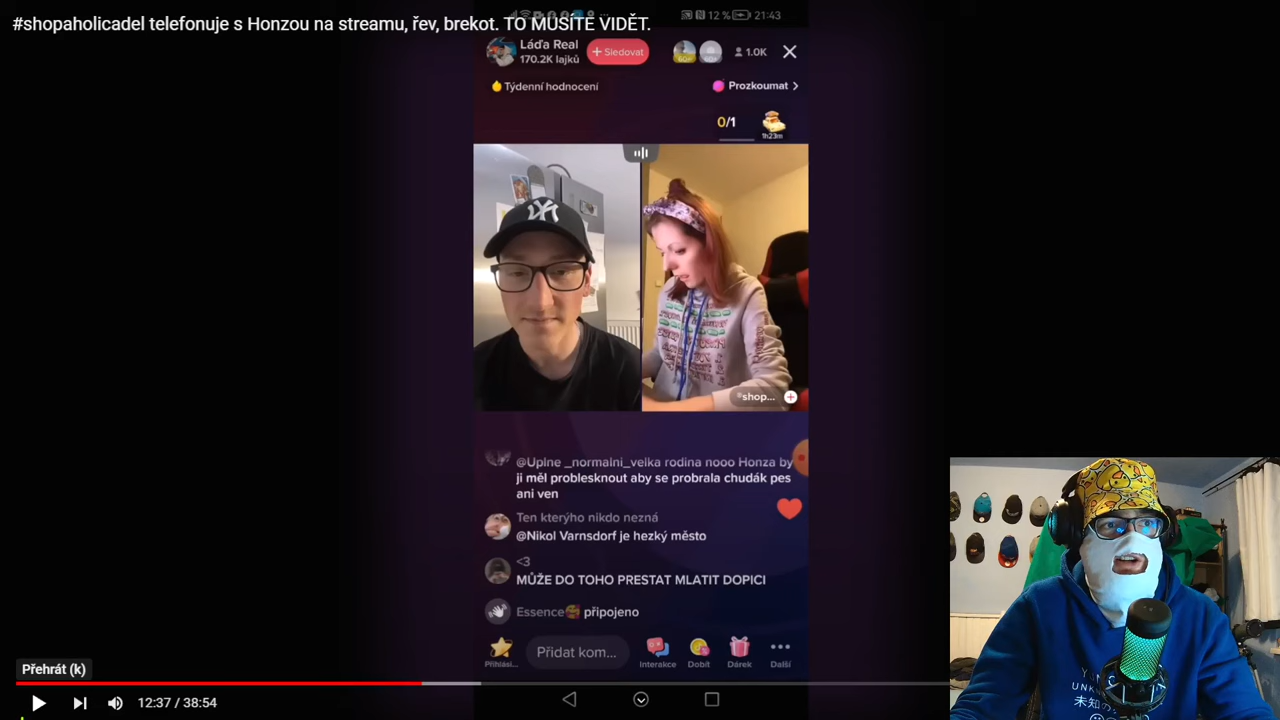 #shopaholicadel telefonuje s Honzou na streamu, řev, brekot. TO MUSÍTE VIDĚT.
12 % 21:43
Láďa Real
170.2K lajků
+ Sledovat
1.0K
Týdenní hodnocení
Prozkoumat
0/1
1h23m
*shop...
@Uplne _normalni_velka rodina nooo Honza by
ji měl problesknout aby se probrala chudák pes
ani ven
Ten kterýho nikdo nezná
@Nikol Varnsdorf je hezký město
<3
MŮŽE DO TOHO PRESTAT MLATIT DOPICI
Essence🥰 připojeno
Přihlási...
Přidat kom...
Interakce
Dobít
Dárek
Další
Přehrát (k)
12:37 / 38:54